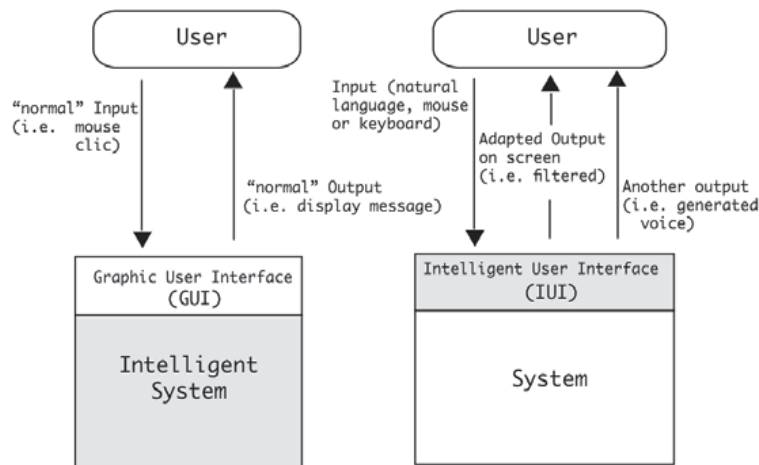 User
"normal" Input
(i.e. mouse
clic)
"normal" Output
(i.e. display message)
Graphic User Interface
(GUI)
Intelligent
System
User
Input (natural
language, mouse
or keyboard)
Adapted Output
on screen
(i.e. filtered)
Another output
(i.e. generated
voice)
Intelligent User Interface
(IUI)
System